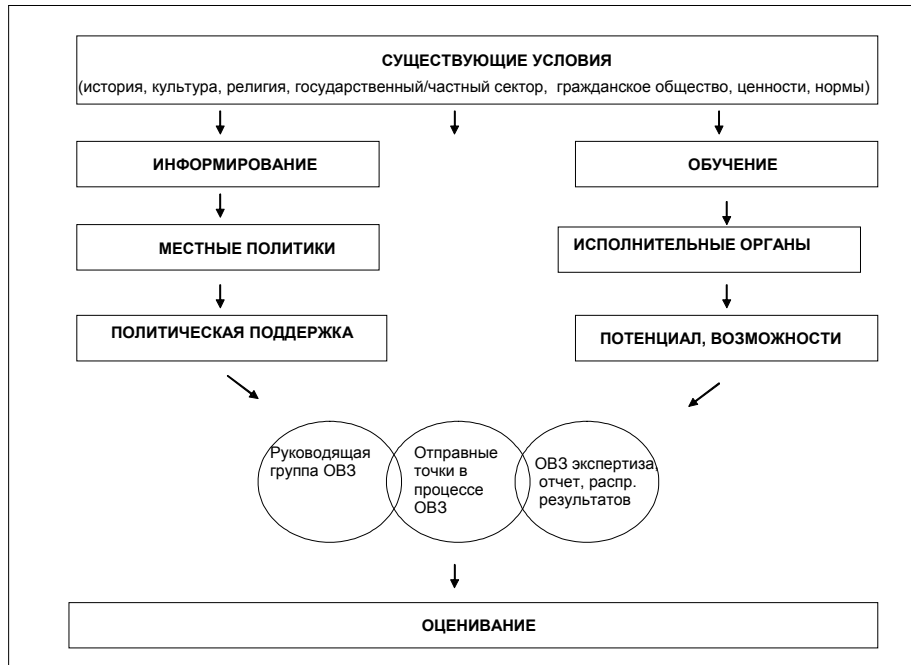 СУЩЕСТВУЮЩИЕ УСЛОВИЯ
(история, культура, религия, государственный/частный сектор, гражданское общество, ценности, нормы)
ИНФОРМИРОВАНИЕ
ОБУЧЕНИЕ
МЕСТНЫЕ ПОЛИТИКИ
ИСПОЛНИТЕЛЬНЫЕ ОРГАНЫ
ПОЛИТИЧЕСКАЯ ПОДДЕРЖКА
ПОТЕНЦИАЛ, ВОЗМОЖНОСТИ
Руководящая
группа ОВЗ
Отправные
точки в
процессе
ОВЗ
ОВЗ экспертиза,
отчет, распр.
результатов
ОЦЕНИВАНИЕ